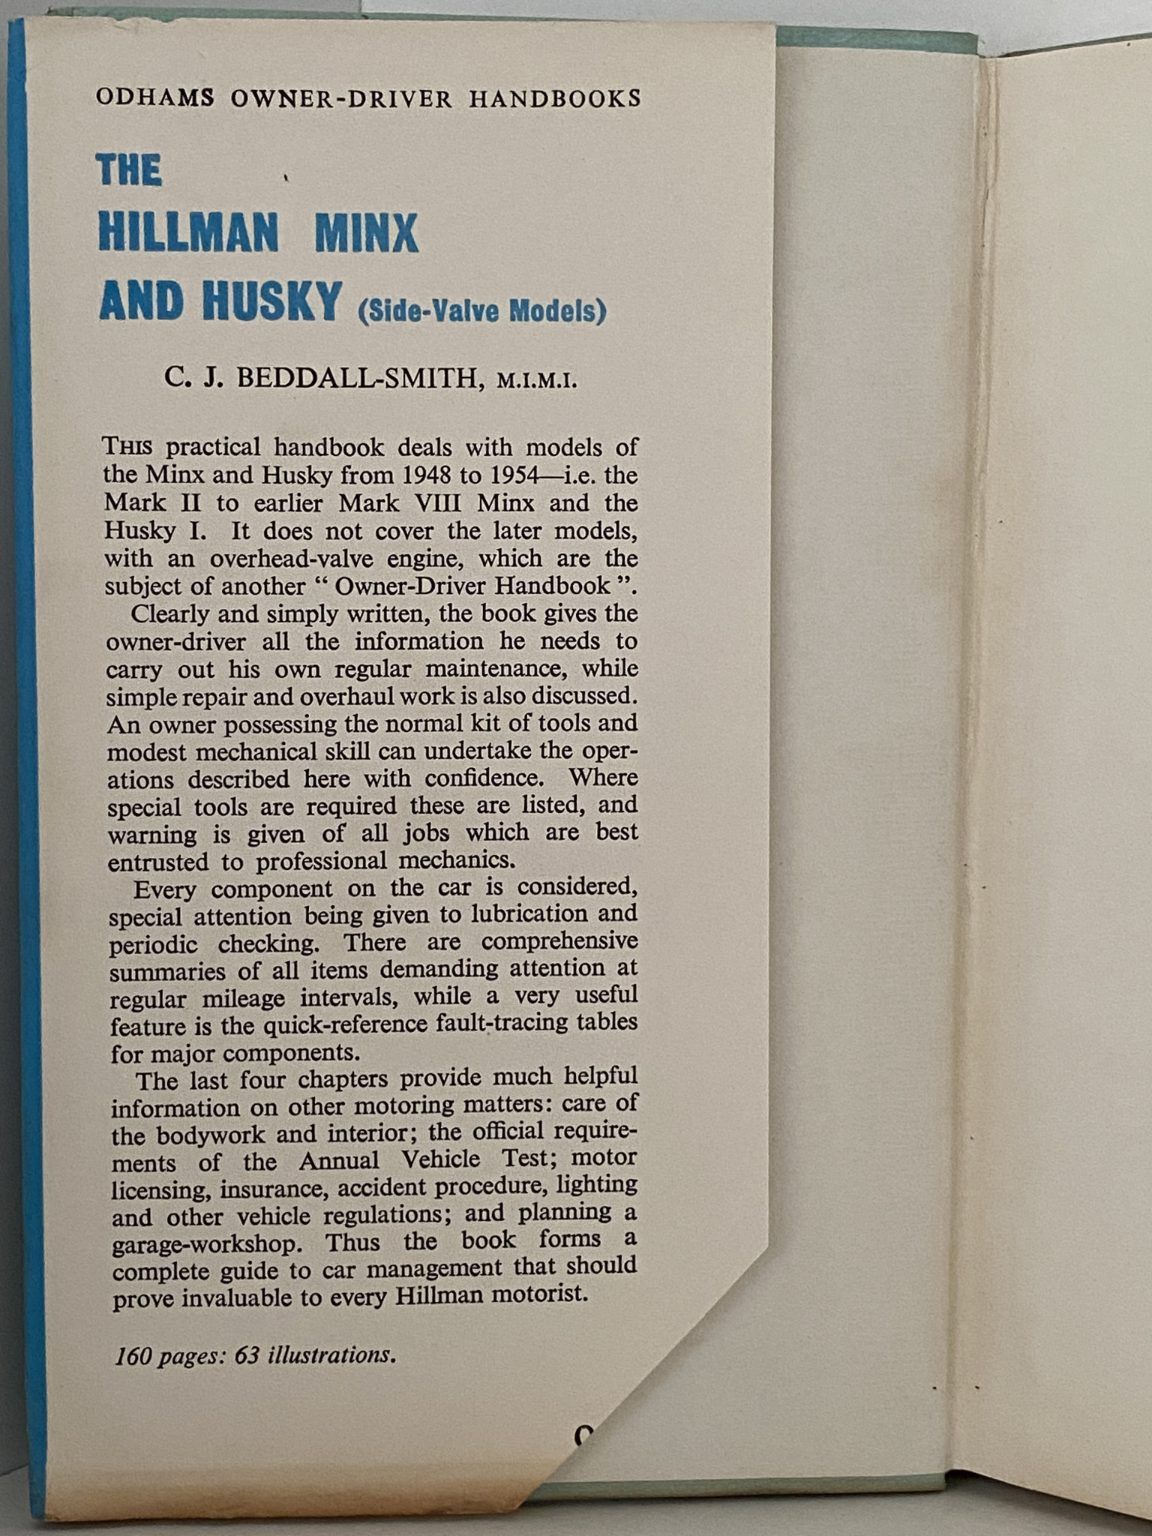 ODHAMS OWNER-DRIVER HANDBOOKS
THE
HILLMAN MINX
AND HUSKY (Side-Valve Models)
C. J. BEDDALL-SMITH, M.I.M.I.
THIS practical handbook deals with models of
the Minx and Husky from 1948 to 1954—i.e. the
Mark II to earlier Mark VIII Minx and the
Husky I. It does not cover the later models,
with an overhead-valve engine, which are the
subject of another “ Owner-Driver Handbook ”.
Clearly and simply written, the book gives the
owner-driver all the information he needs to
carry out his own regular maintenance, while
simple repair and overhaul work is also discussed.
An owner possessing the normal kit of tools and
modest mechanical skill can undertake the oper-
ations described here with confidence. Where
special tools are required these are listed, and
warning is given of all jobs which are best
entrusted to professional mechanics.
Every component on the car is considered,
special attention being given to lubrication and
periodic checking. There are comprehensive
summaries of all items demanding attention at
regular mileage intervals, while a very useful
feature is the quick-reference fault-tracing tables
for major components.
The last four chapters provide much helpful
information on other motoring matters: care of
the bodywork and interior; the official require-
ments of the Annual Vehicle Test; motor
licensing, insurance, accident procedure, lighting
and other vehicle regulations; and planning a
garage-workshop. Thus the book forms a
complete guide to car management that should
prove invaluable to every Hillman motorist.
160 pages: 63 illustrations.